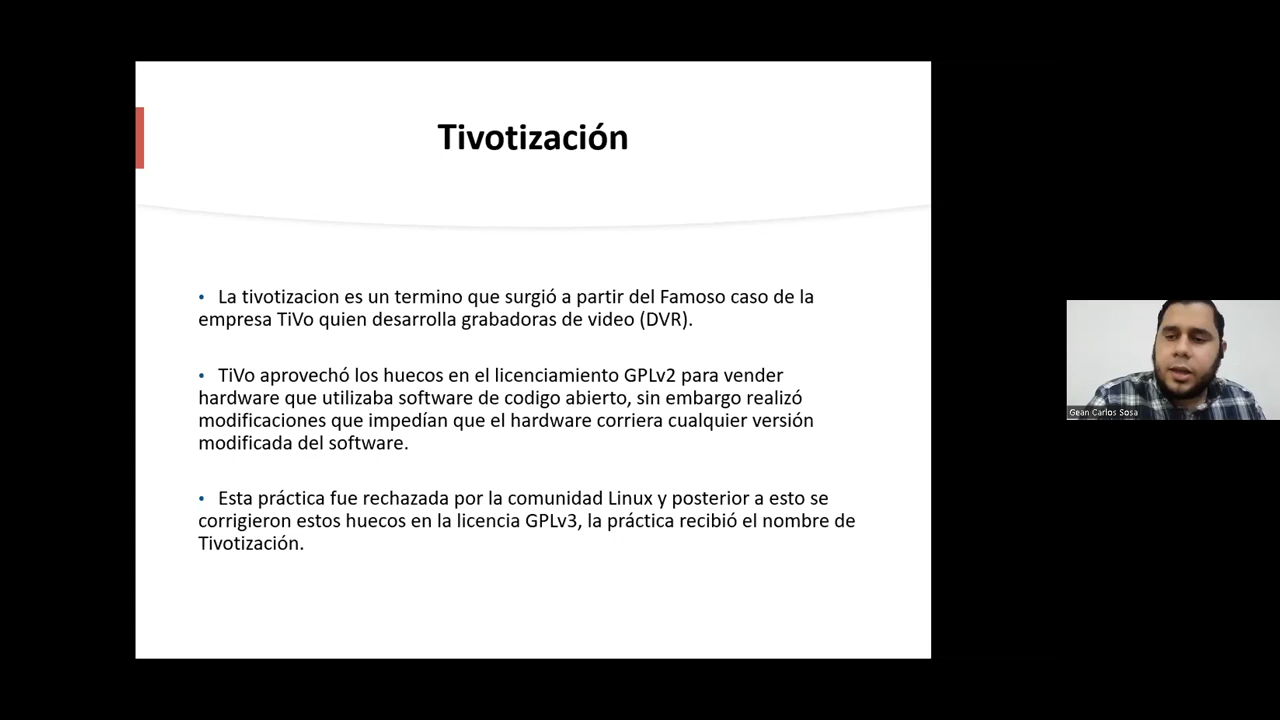 Tivotización
• La tivotizacion es un termino que surgió a partir del Famoso caso de la
empresa TiVo quien desarrolla grabadoras de video (DVR).
• TiVo aprovechó los huecos en el licenciamiento GPLv2 para vender
hardware que utilizaba software de codigo abierto, sin embargo realizó
modificaciones que impedían que el hardware corriera cualquier versión
modificada del software.
• Esta práctica fue rechazada por la comunidad Linux y posterior a esto se
corrigieron estos huecos en la licencia GPLv3, la práctica recibió el nombre de
Tivotización.
Gean Carlos Sosa